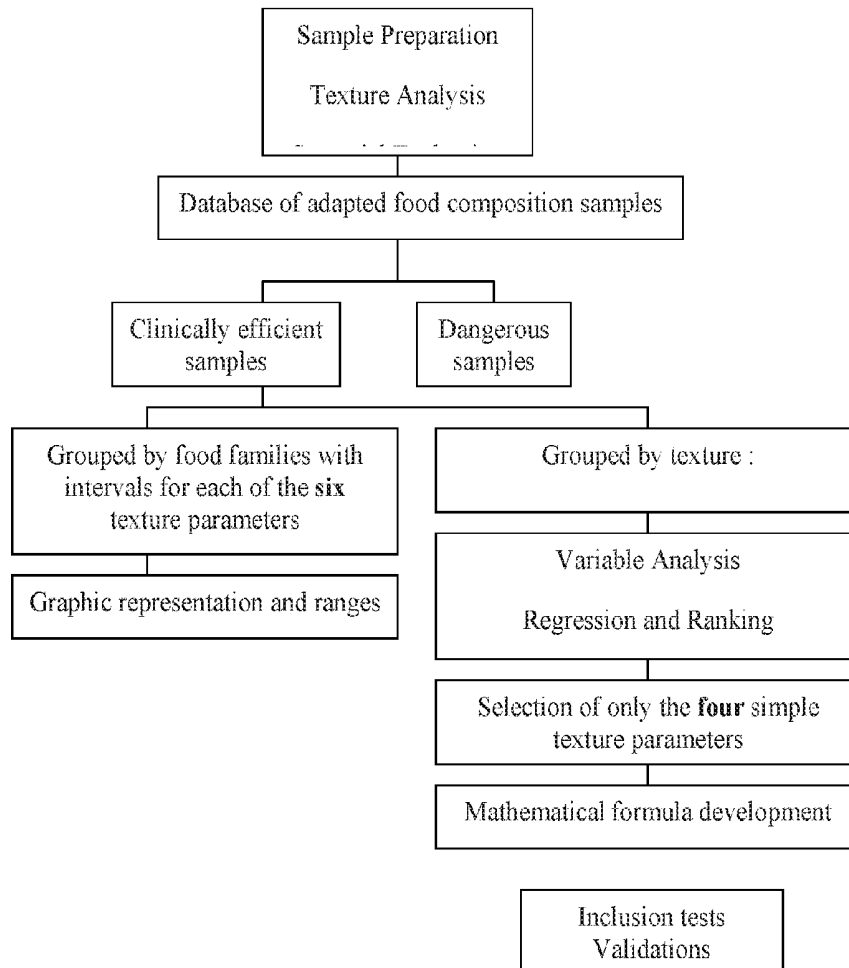 Sample Preparation
Texture Analysis
Database of adapted food composition samples
Clinically efficient
samples
Dangerous
samples
Grouped by food families with
intervals for each of the six
texture parameters
Graphic representation and ranges
Grouped by texture :
Variable Analysis
Regression and Ranking
Selection of only the four simple
texture parameters
Mathematical formula development
Inclusion tests
Validations